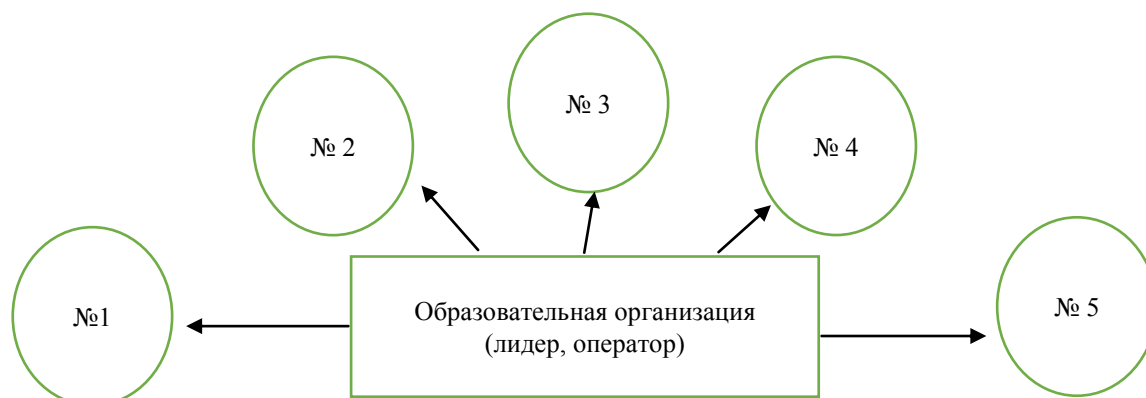 № 3
№ 2
№ 4
№1
№ 5
Образовательная организация
(лидер, оператор)